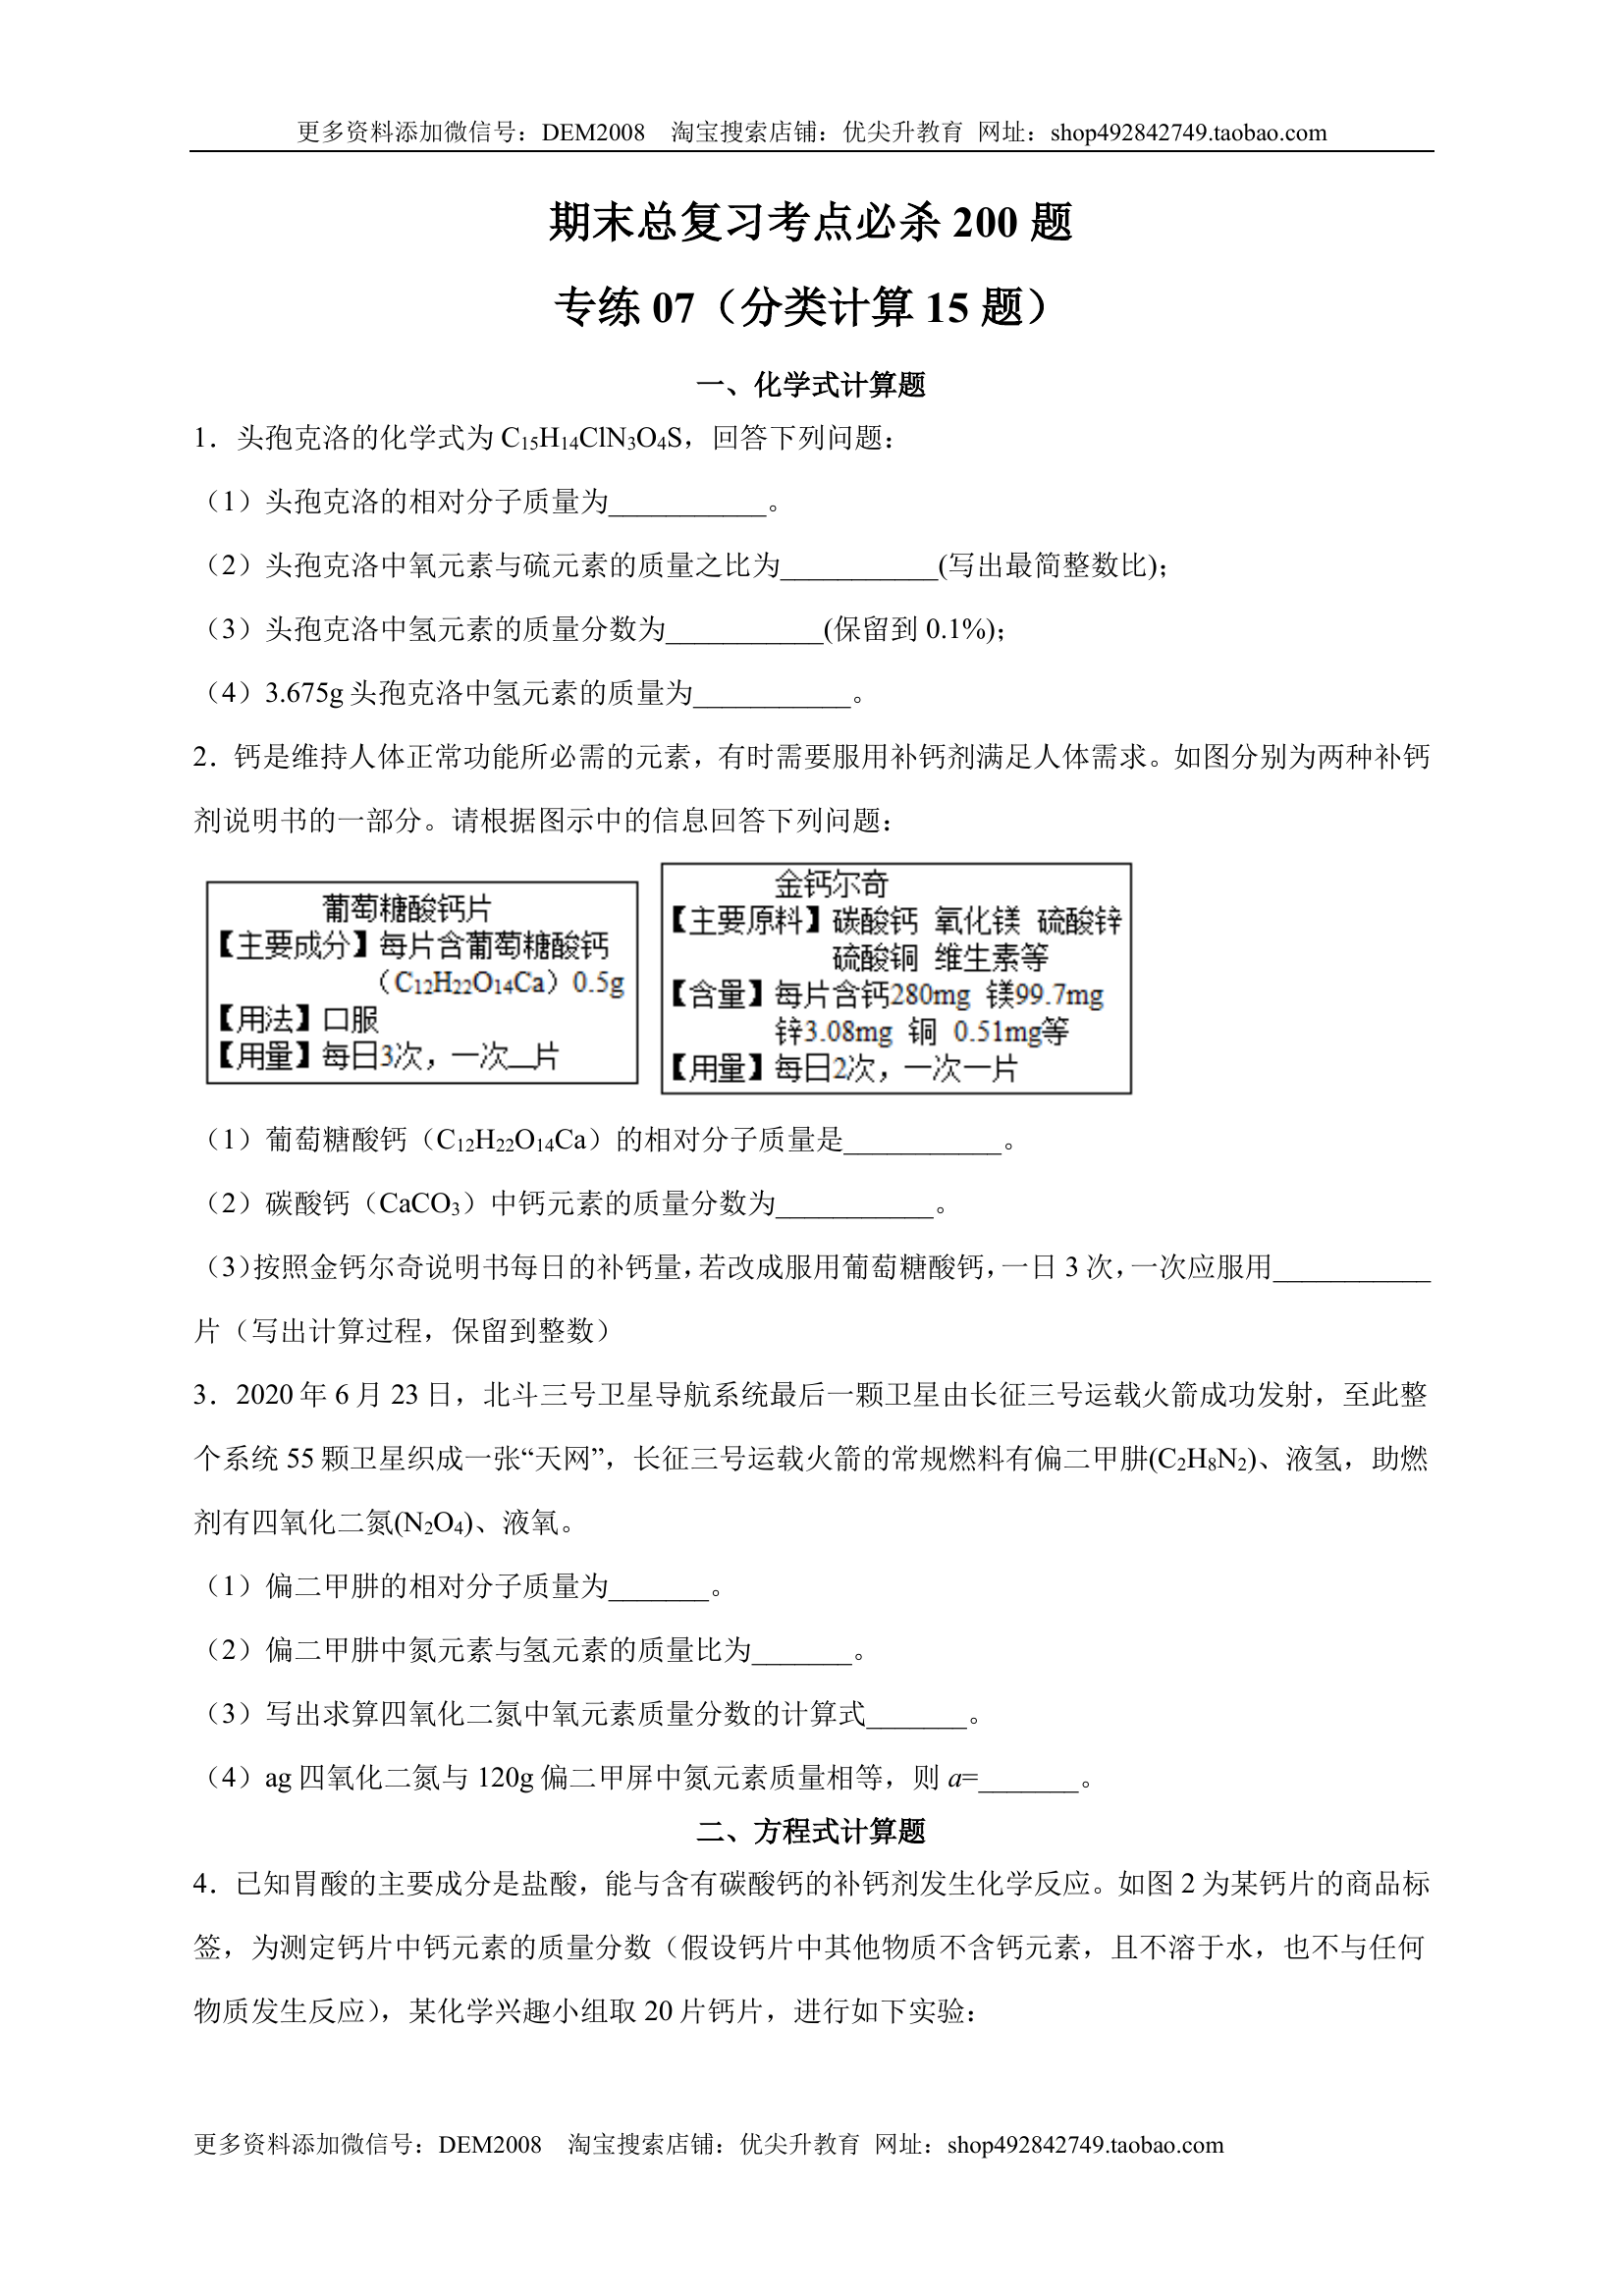 更多资料添加微信号：DEM2008 淘宝搜索店铺：优尖升教育 网址：shop492842749.taobao.com
期末总复习考点必杀 200 题
专练 07（分类计算 15 题）
一、化学式计算题
1．头孢克洛的化学式为 C₁₅H₁₄ClN₃O₄S，回答下列问题：
（1）头孢克洛的相对分子质量为___________。
（2）头孢克洛中氧元素与硫元素的质量之比为___________(写出最简整数比)；
（3）头孢克洛中氢元素的质量分数为___________(保留到 0.1%)；
（4）3.675g 头孢克洛中氢元素的质量为___________。
2．钙是维持人体正常功能所必需的元素，有时需要服用补钙剂满足人体需求。如图分别为两种补钙
剂说明书的一部分。请根据图示中的信息回答下列问题：
葡萄糖酸钙片
【主要成分】每片含葡萄糖酸钙
（C₁₂H₂₂O₁₄Ca）0.5g
【用法】口服
【用量】每日3次，一次__片
金钙尔奇
【主要原料】碳酸钙 氧化镁 硫酸锌
硫酸铜 维生素等
【含量】每片含钙280mg 镁99.7mg
锌3.08mg 铜 0.51mg等
【用量】每日2次，一次一片
（1）葡萄糖酸钙（C₁₂H₂₂O₁₄Ca）的相对分子质量是___________。
（2）碳酸钙（CaCO₃）中钙元素的质量分数为___________。
（3）按照金钙尔奇说明书每日的补钙量，若改成服用葡萄糖酸钙，一日 3 次，一次应服用___________
片（写出计算过程，保留到整数）
3．2020 年 6 月 23 日，北斗三号卫星导航系统最后一颗卫星由长征三号运载火箭成功发射，至此整
个系统 55 颗卫星织成一张“天网”，长征三号运载火箭的常规燃料有偏二甲肼(C₂H₈N₂)、液氢，助燃
剂有四氧化二氮(N₂O₄)、液氧。
（1）偏二甲肼的相对分子质量为_______。
（2）偏二甲肼中氮元素与氢元素的质量比为_______。
（3）写出求算四氧化二氮中氧元素质量分数的计算式_______。
（4）ag 四氧化二氮与 120g 偏二甲屏中氮元素质量相等，则 a=_______。
二、方程式计算题
4．已知胃酸的主要成分是盐酸，能与含有碳酸钙的补钙剂发生化学反应。如图 2 为某钙片的商品标
签，为测定钙片中钙元素的质量分数（假设钙片中其他物质不含钙元素，且不溶于水，也不与任何
物质发生反应），某化学兴趣小组取 20 片钙片，进行如下实验：
更多资料添加微信号：DEM2008 淘宝搜索店铺：优尖升教育 网址：shop492842749.taobao.com